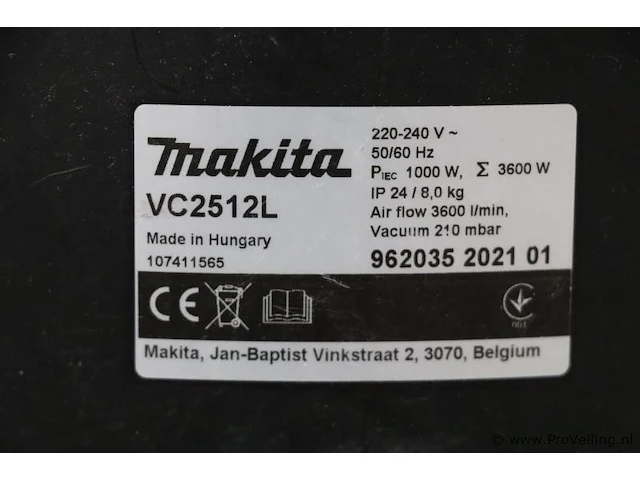 makita
VC2512L
Made in Hungary
107411565
220-240 V ~
50/60 Hz
PIEC 1000 W, Σ 3600 W
IP 24 / 8,0 kg
Air flow 3600 l/min,
Vacuum 210 mbar
962035 2021 01
CE
Makita, Jan-Baptist Vinkstraat 2, 3070, Belgium
© www.ProVeiling.nl